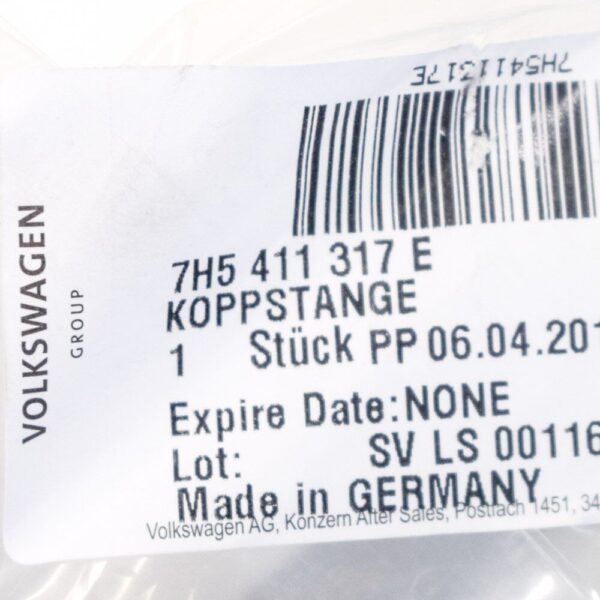 7H5411317E
VOLKSWAGEN
GROUP
7H5 411 317 E
KOPPSTANGE
1 Stück PP 06.04.201
Expire Date:NONE
Lot: SV LS 00116
Made in GERMANY
Volkswagen AG, Konzern After Sales, Postfach 1451, 34